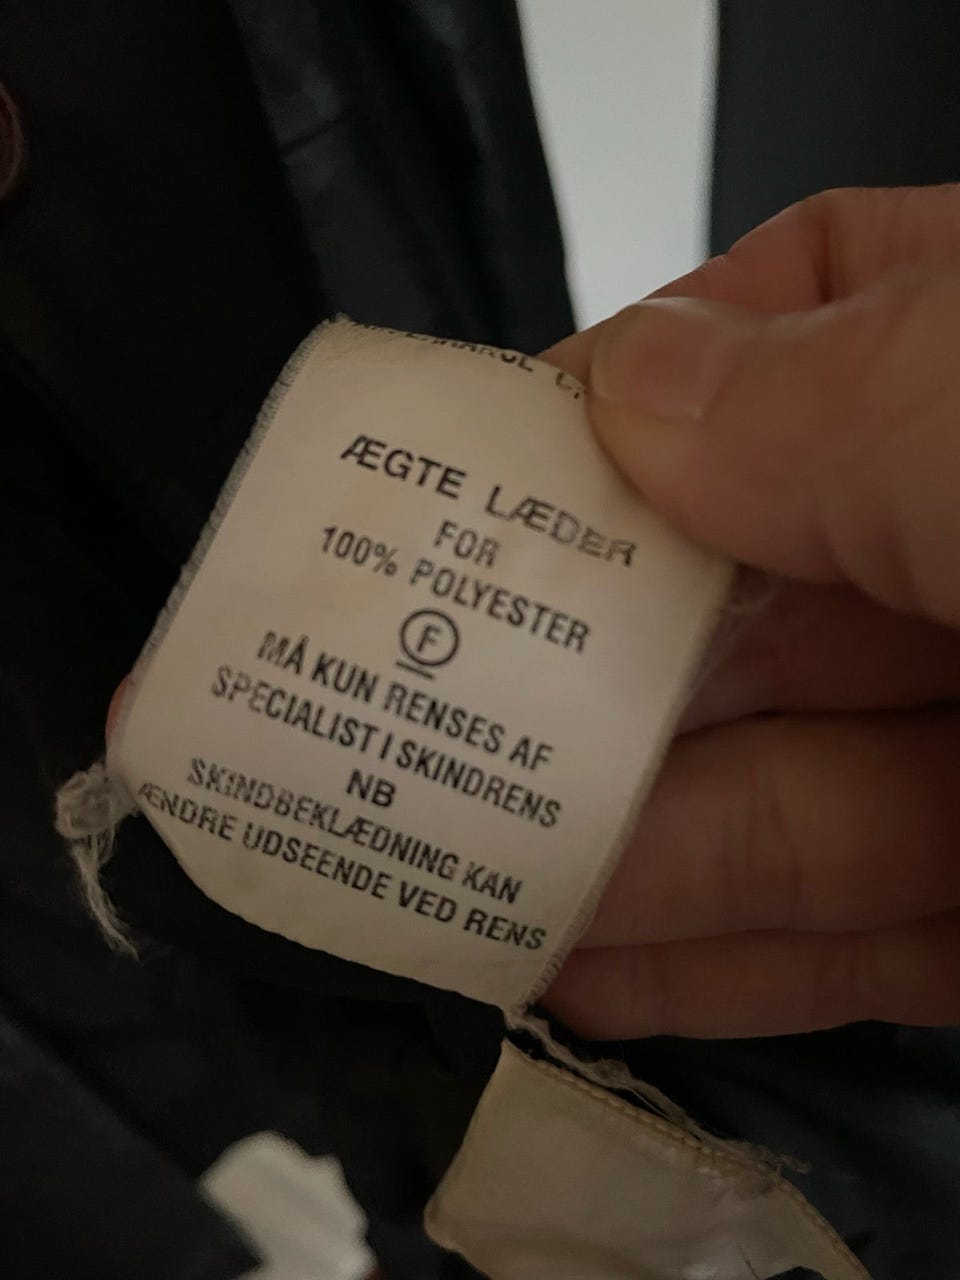 ÆGTE LÆDER
FOR
100% POLYESTER
F
MÅ KUN RENSES AF
SPECIALIST I SKINDRENS
NB
SKINDBEKLÆDNING KAN
ÆNDRE UDSEENDE VED RENS